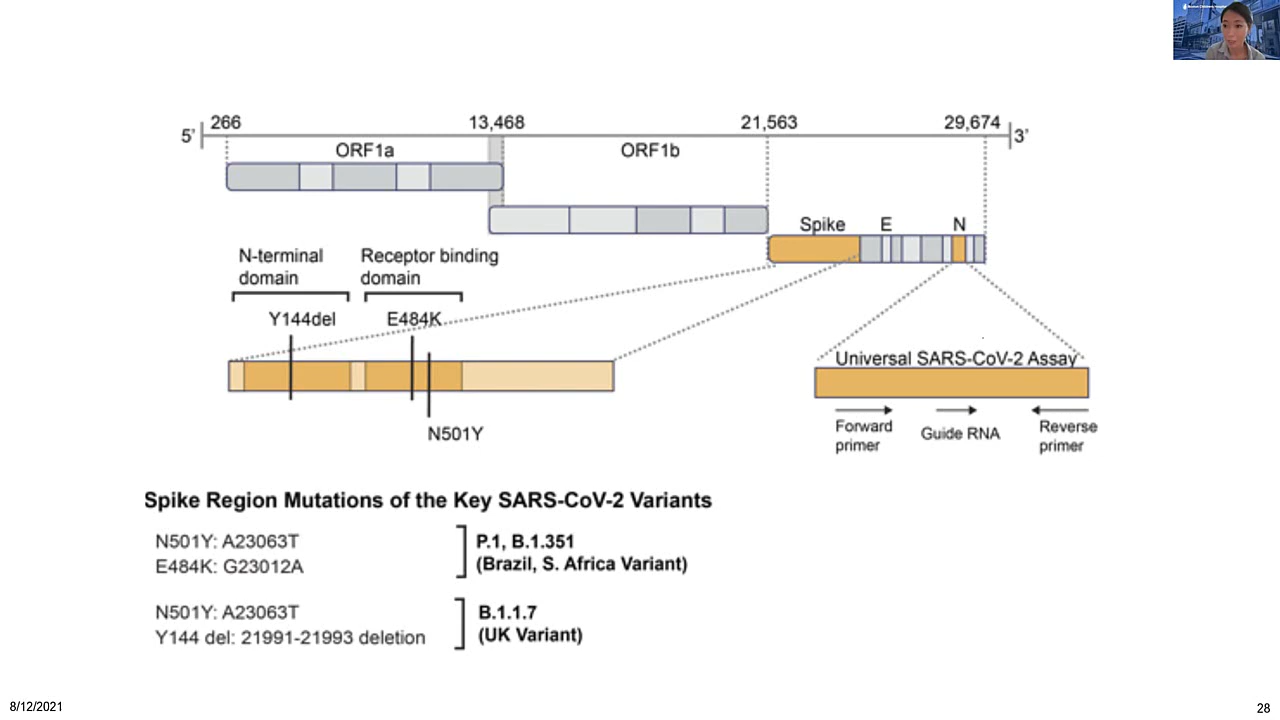 5’ 266 13,468 21,563 29,674 3’
ORF1a ORF1b
Spike E N
N-terminal
domain
Receptor binding
domain
Y144del E484K
N501Y
Universal SARS-CoV-2 Assay
Forward
primer
Guide RNA
Reverse
primer
Spike Region Mutations of the Key SARS-CoV-2 Variants
N501Y: A23063T
E484K: G23012A
P.1, B.1.351
(Brazil, S. Africa Variant)
N501Y: A23063T
Y144 del: 21991-21993 deletion
B.1.1.7
(UK Variant)
8/12/2021 28